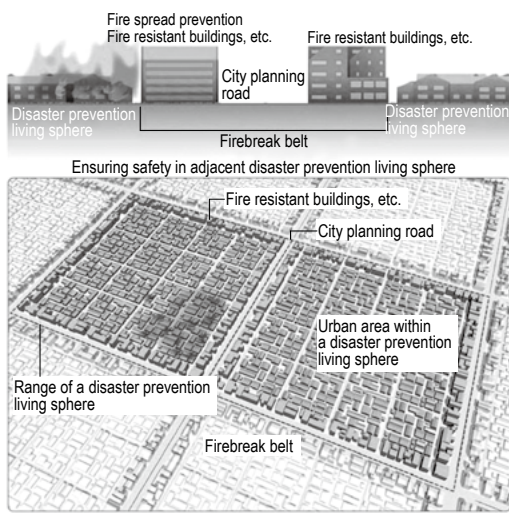 Fire spread prevention
Fire resistant buildings, etc.
Fire resistant buildings, etc.
City planning
road
Disaster prevention
living sphere
Disaster prevention
living sphere
Firebreak belt
Ensuring safety in adjacent disaster prevention living sphere
Fire resistant buildings, etc.
City planning road
Urban area within
a disaster prevention
living sphere
Range of a disaster prevention
living sphere
Firebreak belt